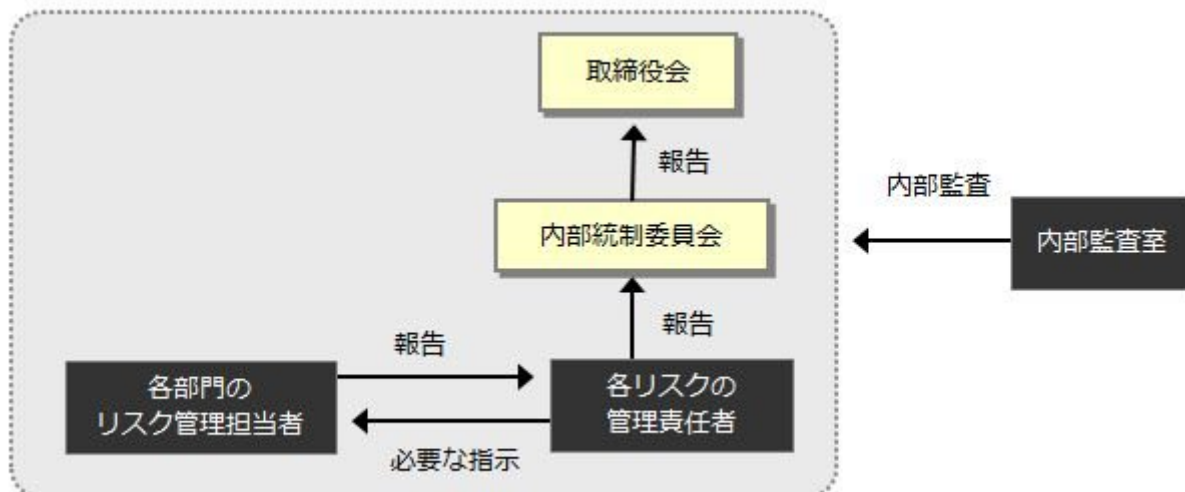 取締役会
報告
内部監査
内部統制委員会
内部監査室
報告
報告
各部門の
リスク管理担当者
各リスクの
管理責任者
必要な指示